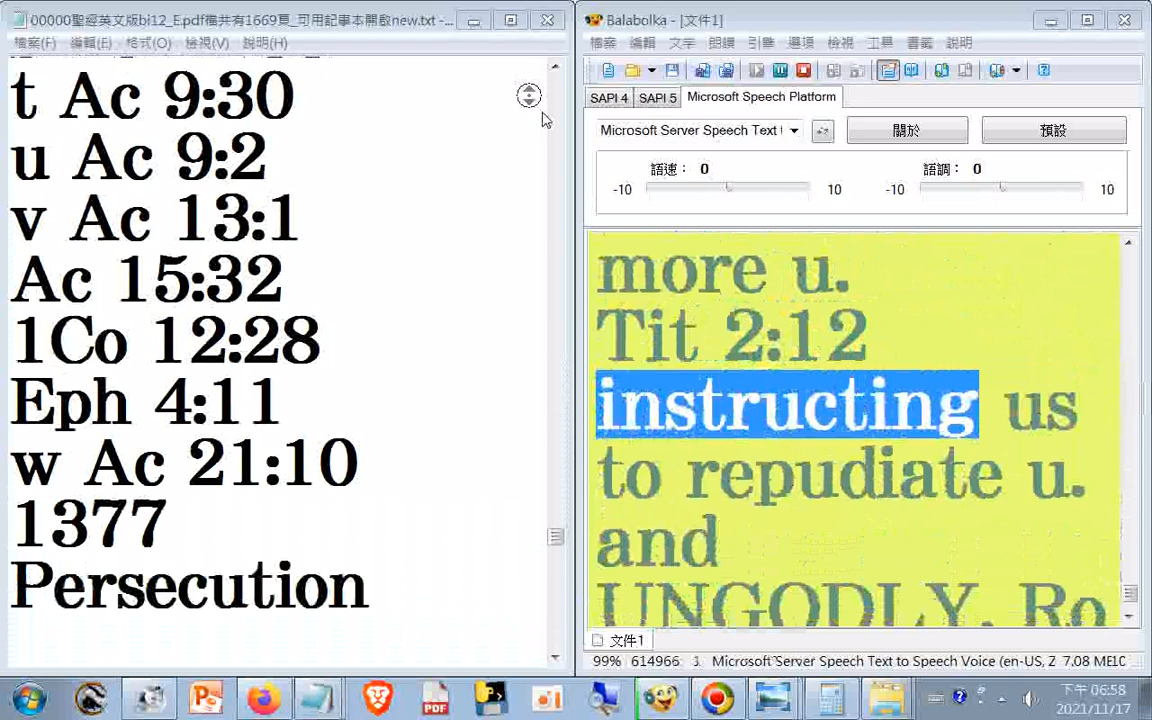 00000聖經英文版bi12_E.pdf檔共有1669頁_可用記事本開啟new.txt -...
檔案(F) 編輯(E) 格式(O) 檢視(V) 說明(H)
t Ac 9:30
u Ac 9:2
v Ac 13:1
Ac 15:32
1Co 12:28
Eph 4:11
w Ac 21:10
1377
Persecution
Balabolka - [文件1]
檔案 編輯 文字 朗讀 引擎 選項 檢視 工具 書籤 說明
SAPI 4 SAPI 5 Microsoft Speech Platform
Microsoft Server Speech Text 關於 預設
語速： 0 語調： 0
-10 10 -10 10
more u.
Tit 2:12
instructing us
to repudiate u.
and
UNGODLY, Ro
文件1
99% 614966: Microsoft Server Speech Text to Speech Voice (en-US, Z 7.08 MB
下午 06:58
2021/11/17